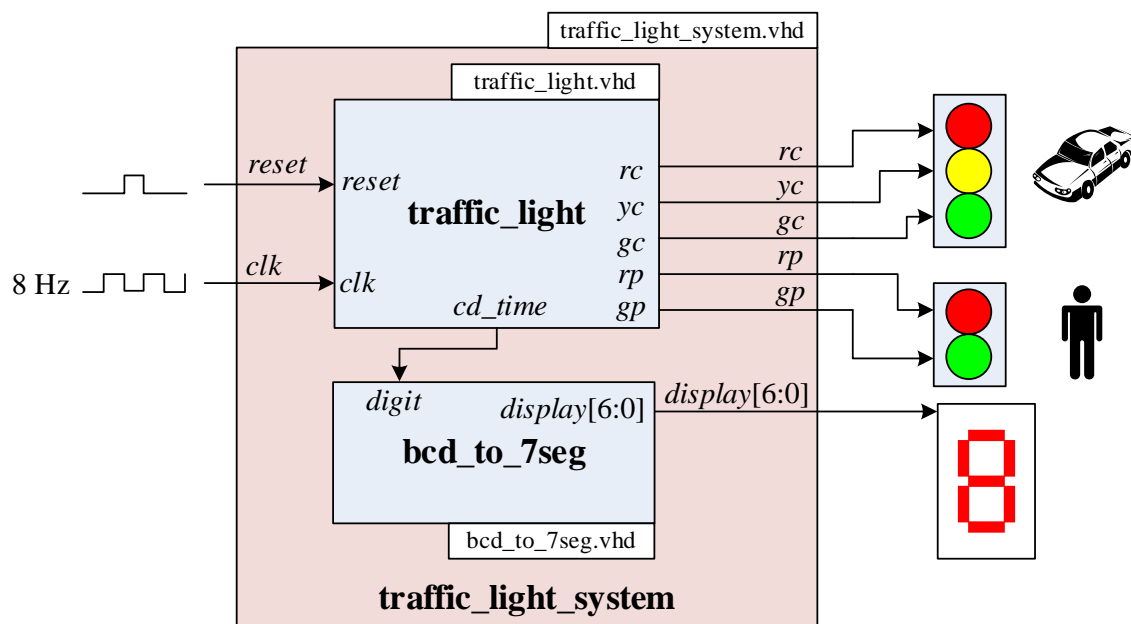 traffic_light_system.vhd
traffic_light.vhd
reset
reset
rc
rc
yc
yc
traffic_light
gc
gc
8 Hz
clk
clk
rp
rp
cd_time
gp
gp
digit
display[6:0]
display[6:0]
bcd_to_7seg
bcd_to_7seg.vhd
traffic_light_system
8